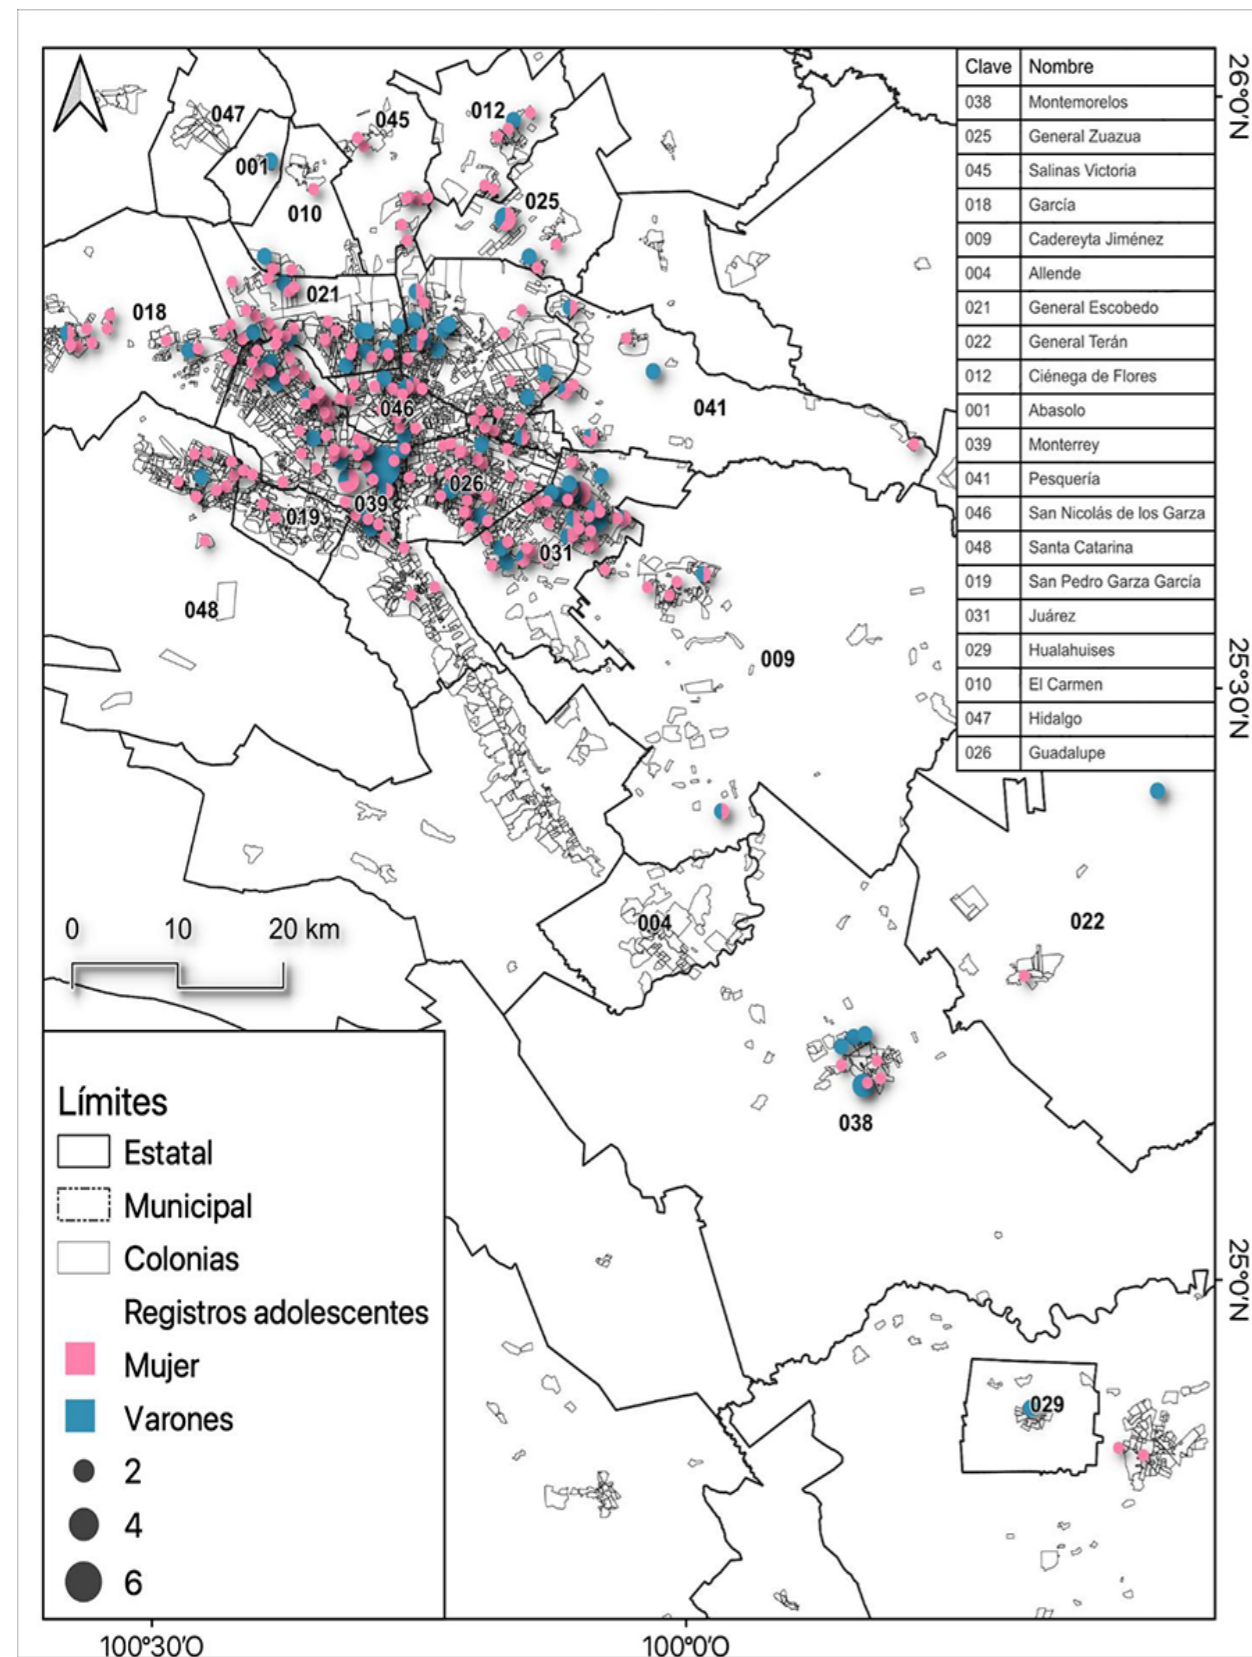 Clave Nombre
038 Montemorelos
025 General Zuazua
045 Salinas Victoria
018 García
009 Cadereyta Jiménez
004 Allende
021 General Escobedo
022 General Terán
012 Ciénega de Flores
001 Abasolo
039 Monterrey
041 Pesquería
046 San Nicolás de los Garza
048 Santa Catarina
019 San Pedro Garza García
031 Juárez
029 Hualahuises
010 El Carmen
047 Hidalgo
026 Guadalupe
26°0'N
25°30'N
25°0'N
047
045
012
001
010
025
018
021
041
046
026
039
019
031
048
009
004
022
038
029
0 10 20 km
Límites
Estatal
Municipal
Colonias
Registros adolescentes
Mujer
Varones
2
4
6
100°30'O
100°0'O